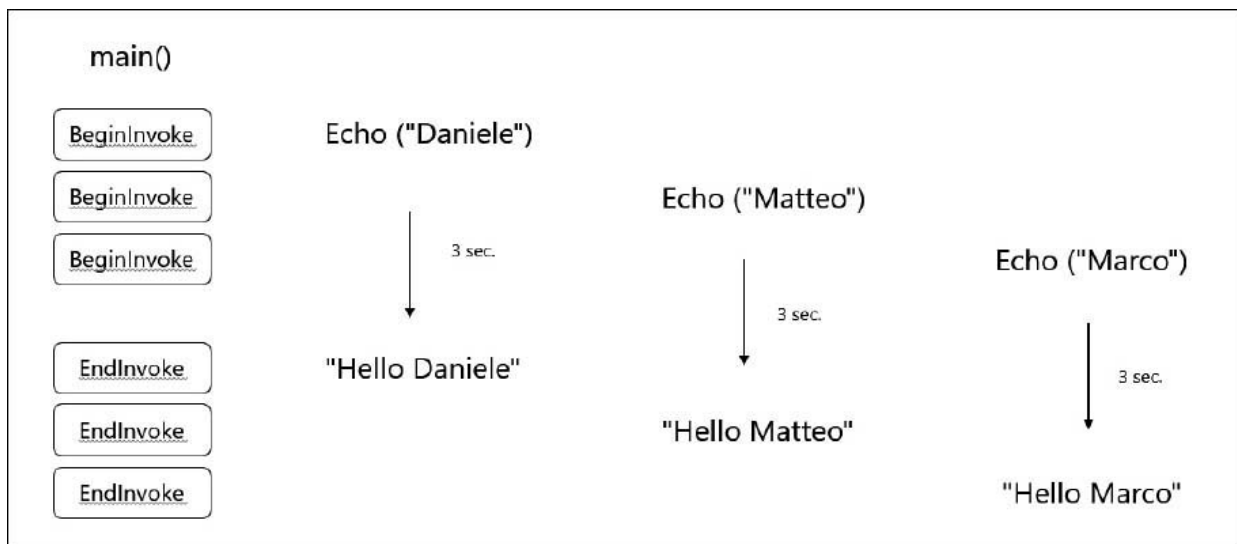 main()
BeginInvoke
Echo ("Daniele")
BeginInvoke
Echo ("Matteo")
BeginInvoke
3 sec.
Echo ("Marco")
3 sec.
EndInvoke
"Hello Daniele"
3 sec.
EndInvoke
"Hello Matteo"
EndInvoke
"Hello Marco"